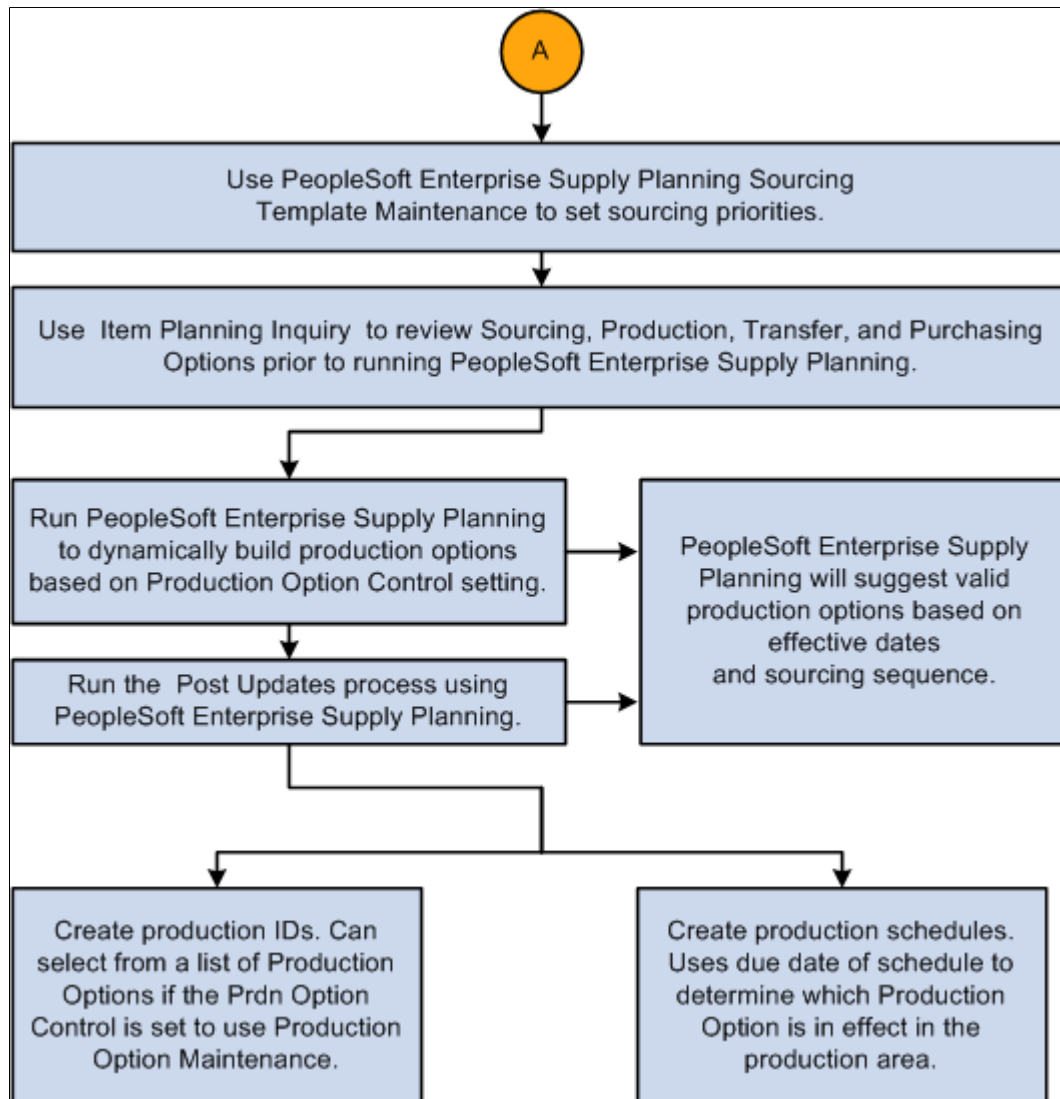 A
Use PeopleSoft Enterprise Supply Planning Sourcing
Template Maintenance to set sourcing priorities.
Use Item Planning Inquiry to review Sourcing, Production, Transfer, and Purchasing
Options prior to running PeopleSoft Enterprise Supply Planning.
Run PeopleSoft Enterprise Supply Planning
to dynamically build production options
based on Production Option Control setting.
PeopleSoft Enterprise Supply
Planning will suggest valid
production options based on
effective dates
and sourcing sequence.
Run the Post Updates process using
PeopleSoft Enterprise Supply Planning.
Create production IDs. Can
select from a list of Production
Options if the Prdn Option
Control is set to use Production
Option Maintenance.
Create production schedules.
Uses due date of schedule to
determine which Production
Option is in effect in the
production area.